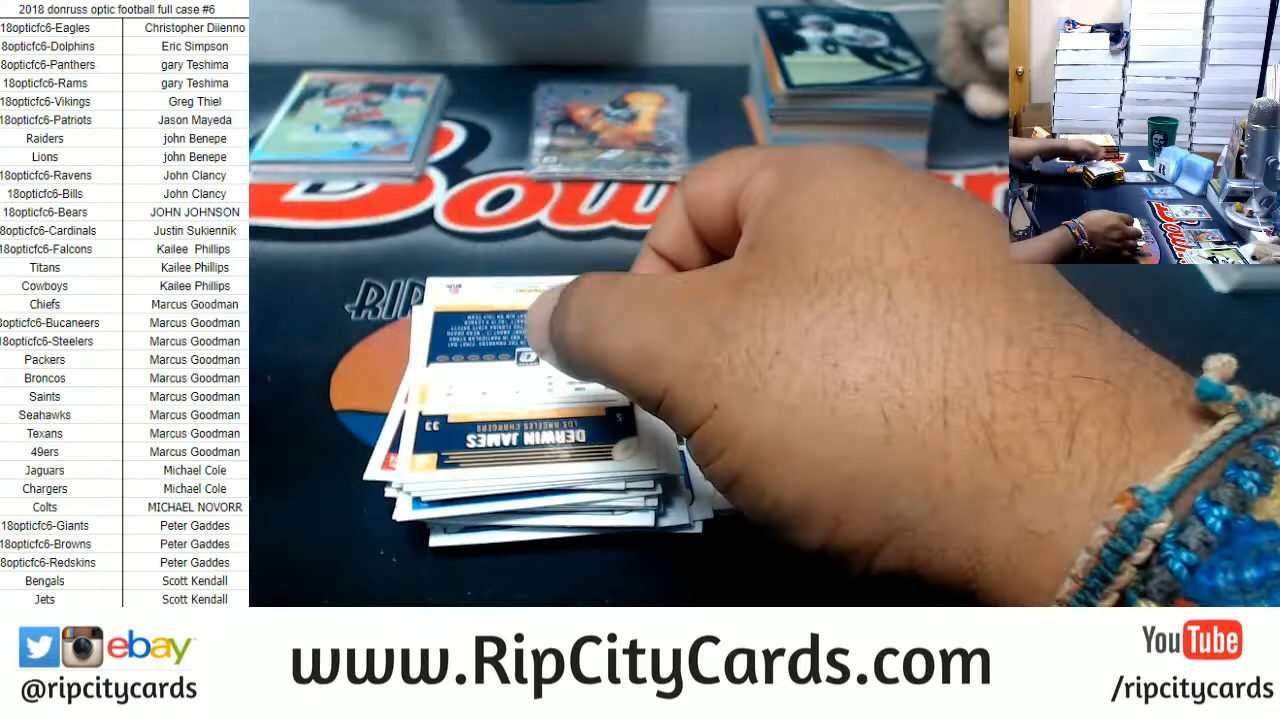 2018 donruss optic football full case #6
18opticfc6-Eagles Christopher Diienno
8opticfc6-Dolphins Eric Simpson
8opticfc6-Panthers gary Teshima
18opticfc6-Rams gary Teshima
18opticfc6-Vikings Greg Thiel
18opticfc6-Patriots Jason Mayeda
Raiders john Benepe
Lions john Benepe
18opticfc6-Ravens John Clancy
18opticfc6-Bills John Clancy
18opticfc6-Bears JOHN JOHNSON
8opticfc6-Cardinals Justin Sukiennik
18opticfc6-Falcons Kailee Phillips
Titans Kailee Phillips
Cowboys Kailee Phillips
Chiefs Marcus Goodman
8opticfc6-Bucaneers Marcus Goodman
18opticfc6-Steelers Marcus Goodman
Packers Marcus Goodman
Broncos Marcus Goodman
Saints Marcus Goodman
Seahawks Marcus Goodman
Texans Marcus Goodman
49ers Marcus Goodman
Jaguars Michael Cole
Chargers Michael Cole
Colts MICHAEL NOVORR
18opticfc6-Giants Peter Gaddes
18opticfc6-Browns Peter Gaddes
8opticfc6-Redskins Peter Gaddes
Bengals Scott Kendall
Jets Scott Kendall
Bow
RIP
33
LOS ANGELES CHARGERS
DERWIN JAMES
S
ebay
@ripcitycards
www.RipCityCards.com
YouTube
/ripcitycards